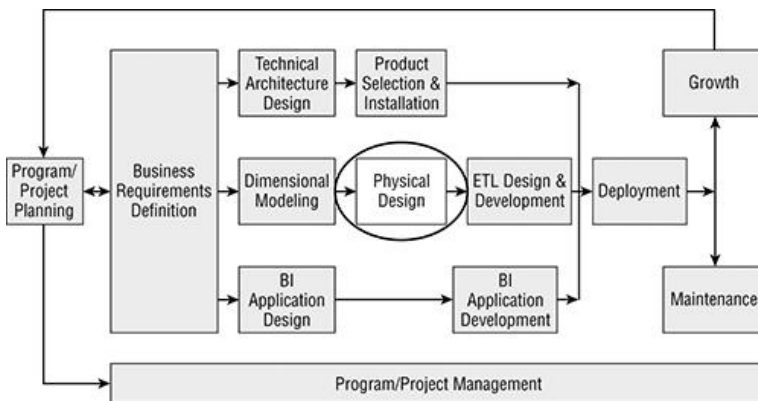 Technical
Architecture
Design
Product
Selection &
Installation
Growth
Program/
Project
Planning
Business
Requirements
Definition
Dimensional
Modeling
Physical
Design
ETL Design &
Development
Deployment
BI
Application
Design
BI
Application
Development
Maintenance
Program/Project Management